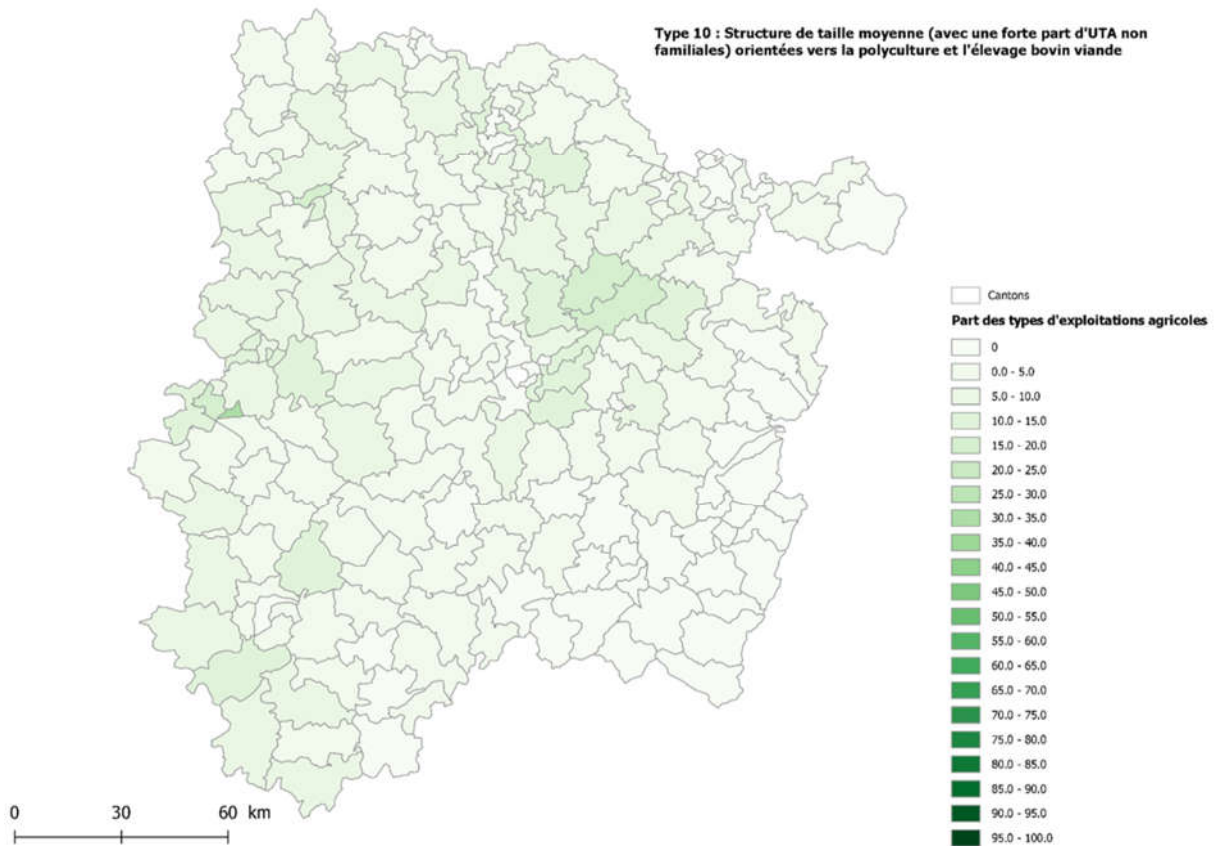 Type 10 : Structure de taille moyenne (avec une forte part d'UTA non
familiales) orientées vers la polyculture et l'élevage bovin viande
Cantons
Part des types d'exploitations agricoles
0
0.0 - 5.0
5.0 - 10.0
10.0 - 15.0
15.0 - 20.0
20.0 - 25.0
25.0 - 30.0
30.0 - 35.0
35.0 - 40.0
40.0 - 45.0
45.0 - 50.0
50.0 - 55.0
55.0 - 60.0
60.0 - 65.0
65.0 - 70.0
70.0 - 75.0
75.0 - 80.0
80.0 - 85.0
85.0 - 90.0
90.0 - 95.0
95.0 - 100.0
0 30 60 km